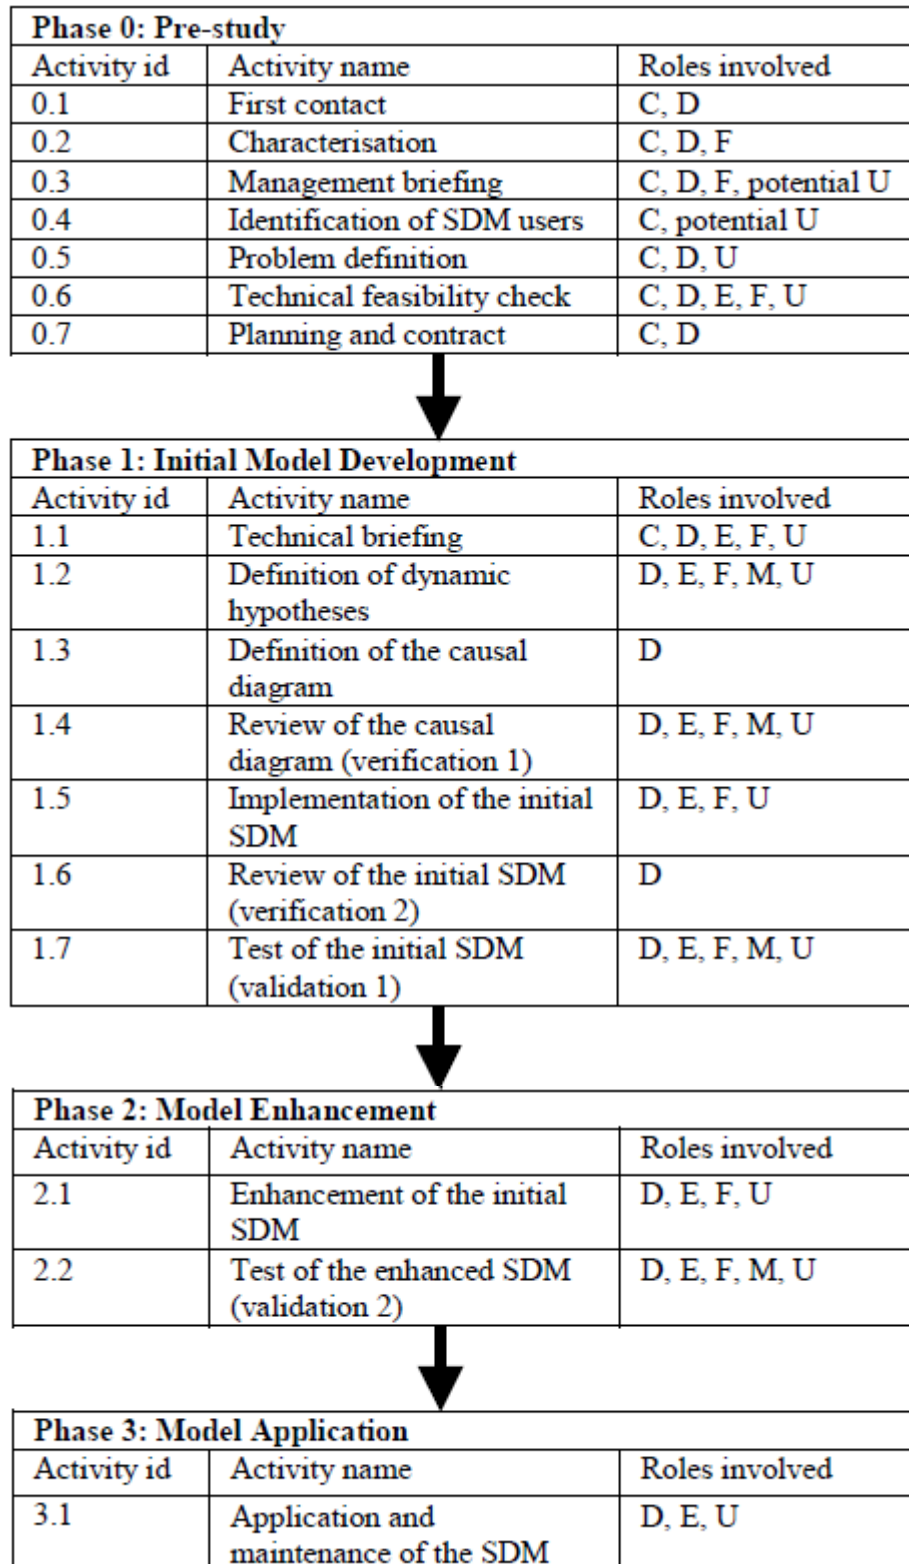 Phase 0: Pre-study
Activity id Activity name Roles involved
0.1 First contact C, D
0.2 Characterisation C, D, F
0.3 Management briefing C, D, F, potential U
0.4 Identification of SDM users C, potential U
0.5 Problem definition C, D, U
0.6 Technical feasibility check C, D, E, F, U
0.7 Planning and contract C, D
Phase 1: Initial Model Development
Activity id Activity name Roles involved
1.1 Technical briefing C, D, E, F, U
1.2 Definition of dynamic D, E, F, M, U
hypotheses
1.3 Definition of the causal D
diagram
1.4 Review of the causal D, E, F, M, U
diagram (verification 1)
1.5 Implementation of the initial D, E, F, U
SDM
1.6 Review of the initial SDM D
(verification 2)
1.7 Test of the initial SDM D, E, F, M, U
(validation 1)
Phase 2: Model Enhancement
Activity id Activity name Roles involved
2.1 Enhancement of the initial D, E, F, U
SDM
2.2 Test of the enhanced SDM D, E, F, M, U
(validation 2)
Phase 3: Model Application
Activity id Activity name Roles involved
3.1 Application and D, E, U
maintenance of the SDM